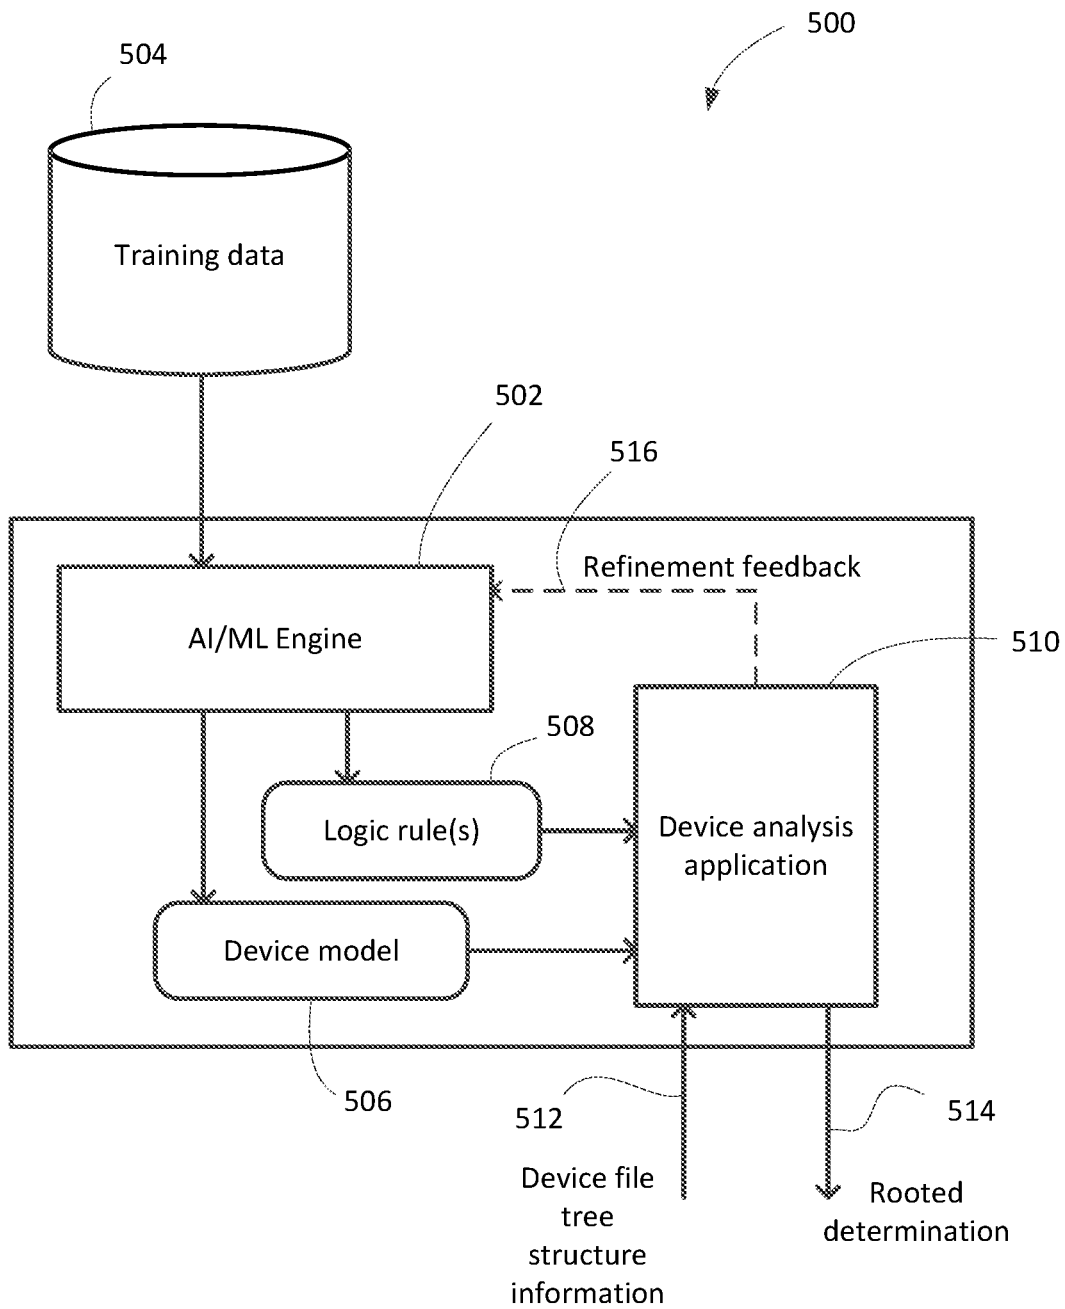 500
504
Training data
502
516
Refinement feedback
AI/ML Engine
510
508
Logic rule(s)
Device analysis
application
Device model
506
512
514
Device file
tree
structure
information
Rooted
determination